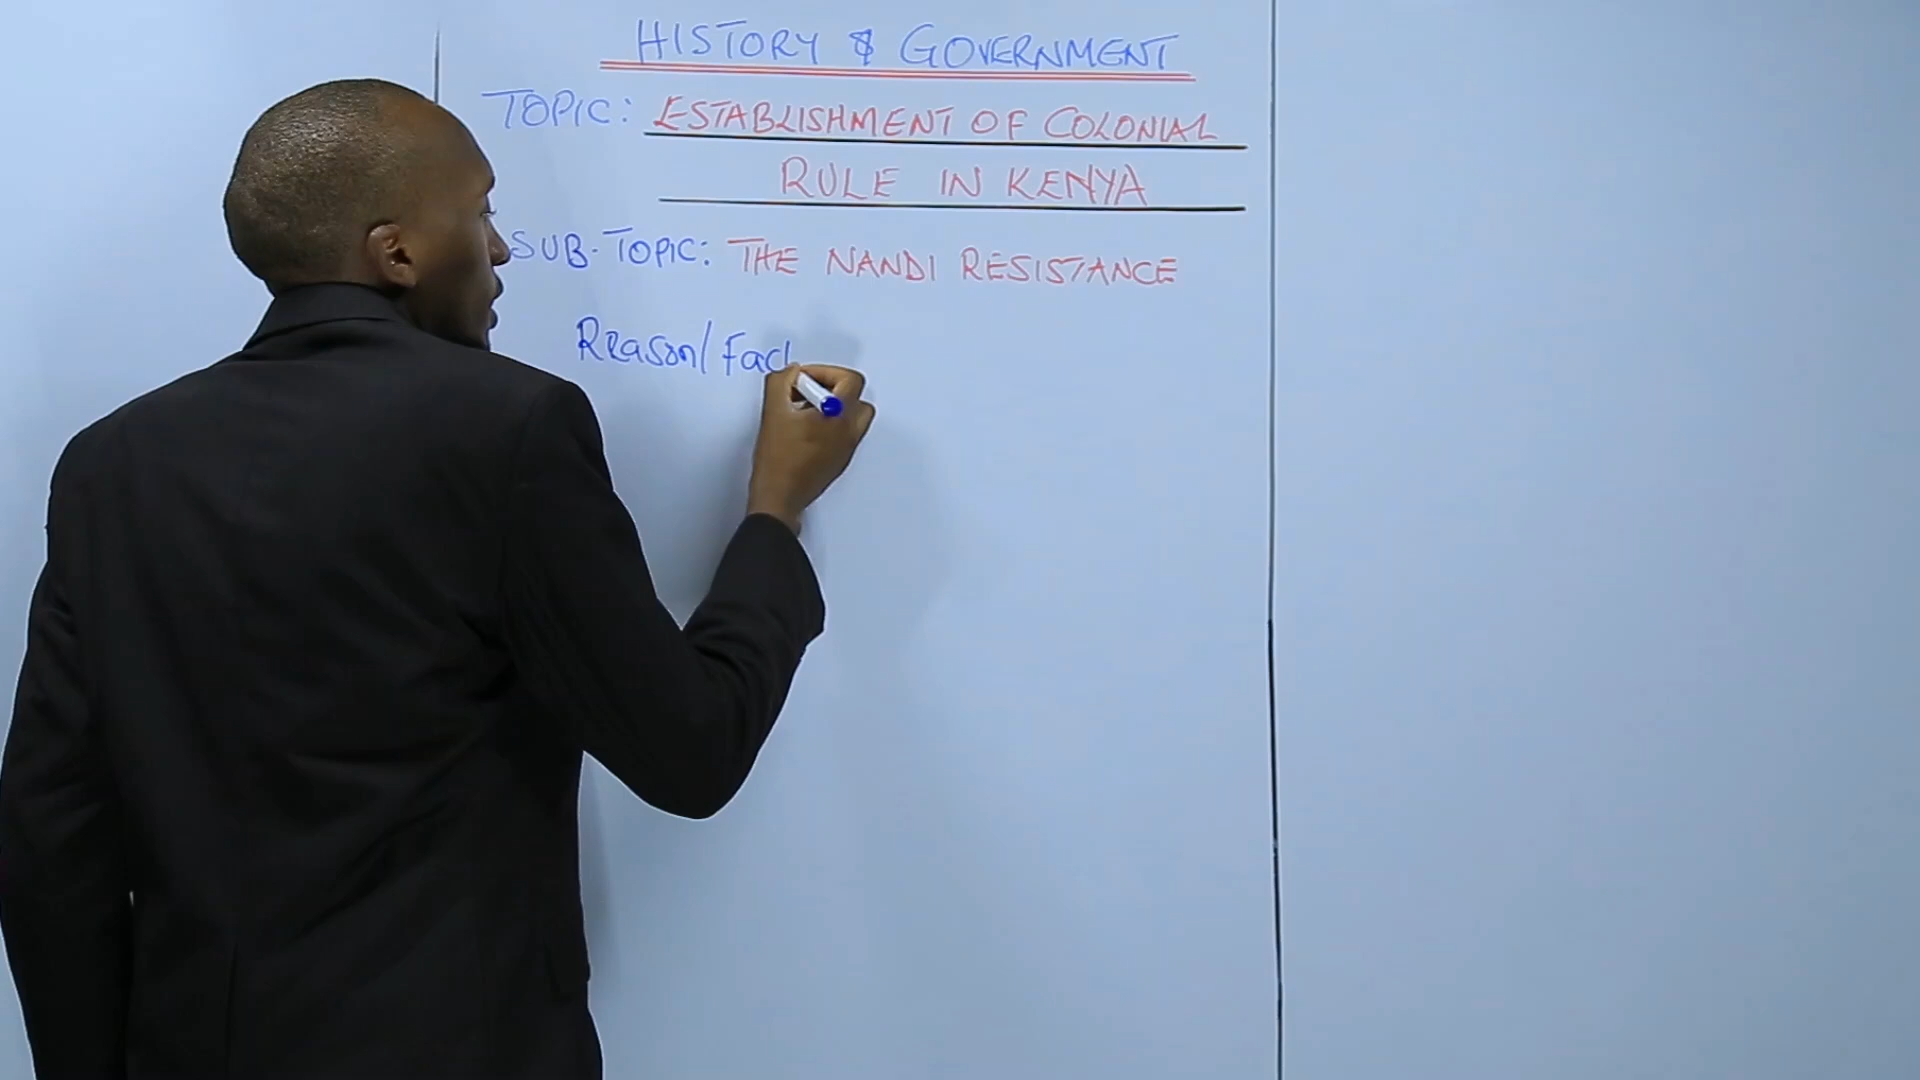 HISTORY & GOVERNMENT
TOPIC: ESTABLISHMENT OF COLONIAL
RULE IN KENYA
SUB-TOPIC: THE NANDI RESISTANCE
Reason/